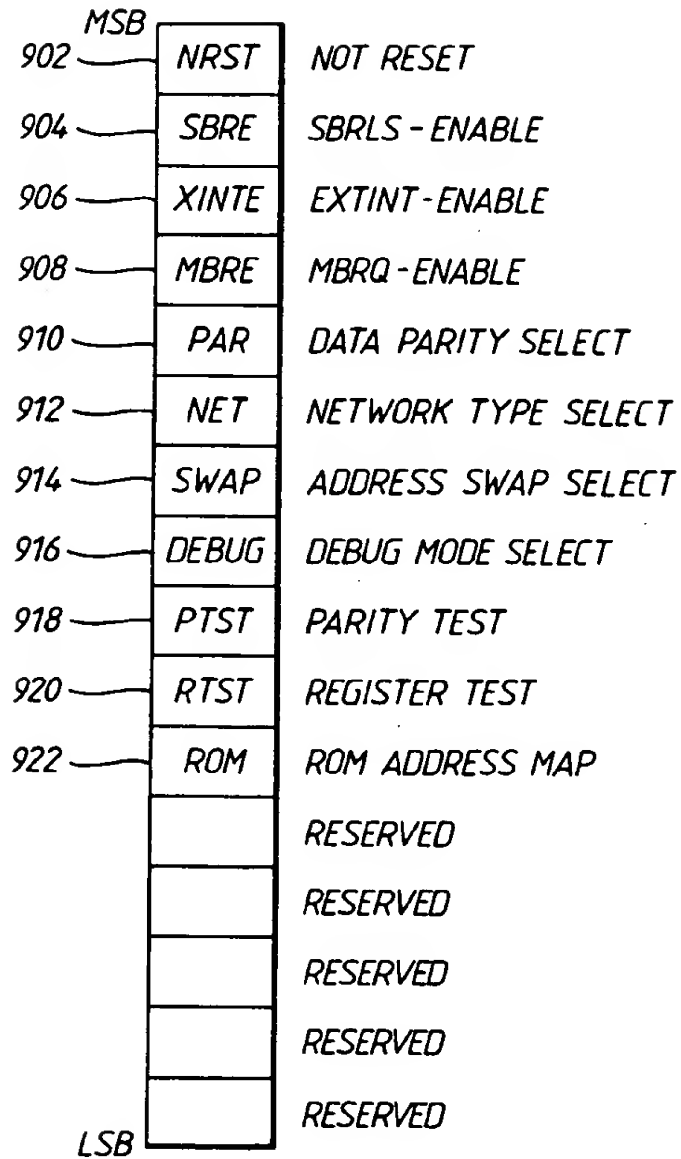 MSB
902 NRST NOT RESET
904 SBRE SBRLS-ENABLE
906 XINTE EXTINT-ENABLE
908 MBRE MBRQ-ENABLE
910 PAR DATA PARITY SELECT
912 NET NETWORK TYPE SELECT
914 SWAP ADDRESS SWAP SELECT
916 DEBUG DEBUG MODE SELECT
918 PTST PARITY TEST
920 RTST REGISTER TEST
922 ROM ROM ADDRESS MAP
RESERVED
RESERVED
RESERVED
RESERVED
RESERVED
LSB